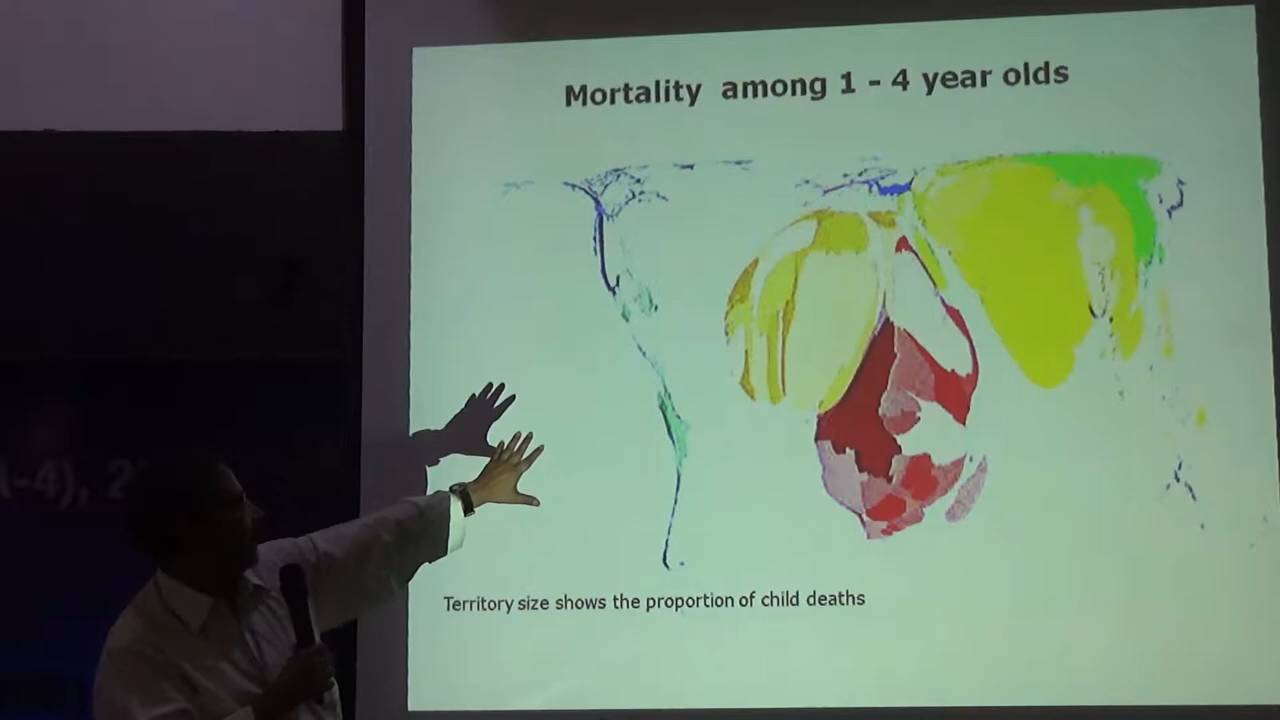 Mortality among 1 - 4 year olds
Territory size shows the proportion of child deaths